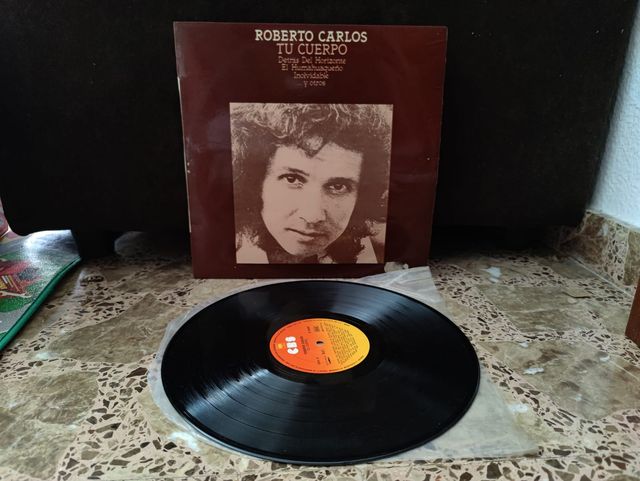 ROBERTO CARLOS
TU CUERPO
Detras Del Horizonte
El Humahuaqueño
Inolvidable
... y otros
CBS